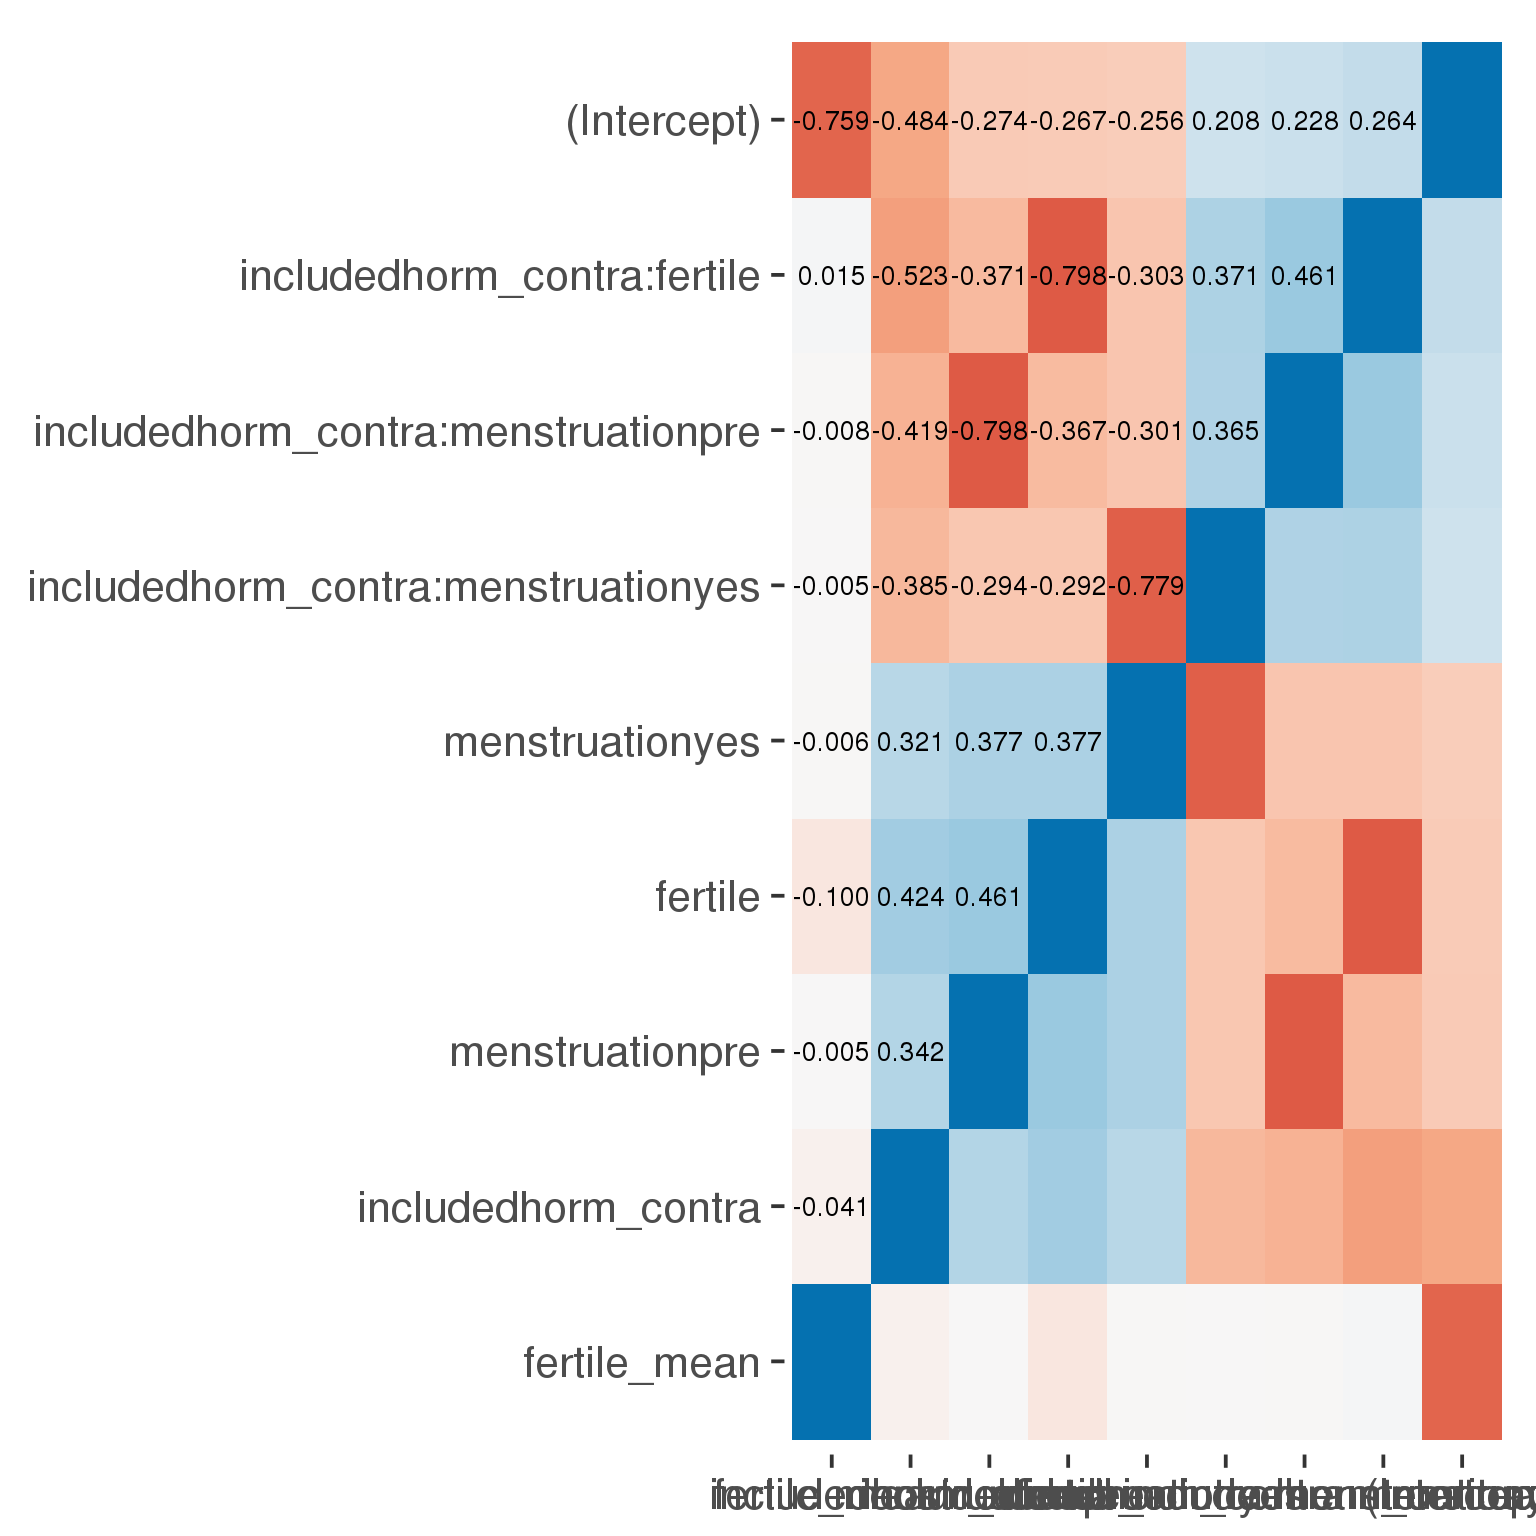 (Intercept) -0.759 -0.484 -0.274 -0.267 -0.256 0.208 0.228 0.264
includedhorm_contra:fertile 0.015 -0.523 -0.371 -0.798 -0.303 0.371 0.461
includedhorm_contra:menstruationpre -0.008 -0.419 -0.798 -0.367 -0.301 0.365
includedhorm_contra:menstruationyes -0.005 -0.385 -0.294 -0.292 -0.779
menstruationyes -0.006 0.321 0.377 0.377
fertile -0.100 0.424 0.461
menstruationpre -0.005 0.342
includedhorm_contra -0.041
fertile_mean